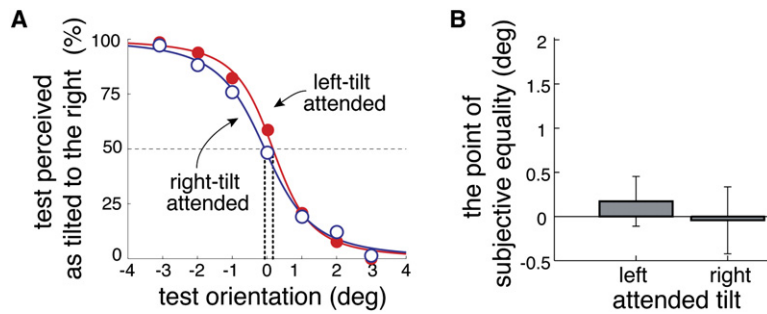 A
test perceived
as tilted to the right (%)
100
75
50
25
0
left-tilt
attended
right-tilt
attended
-4 -3 -2 -1 0 1 2 3 4
test orientation (deg)
B
the point of
subjective equality (deg)
2
1.5
1
0.5
0
-0.5
left right
attended tilt